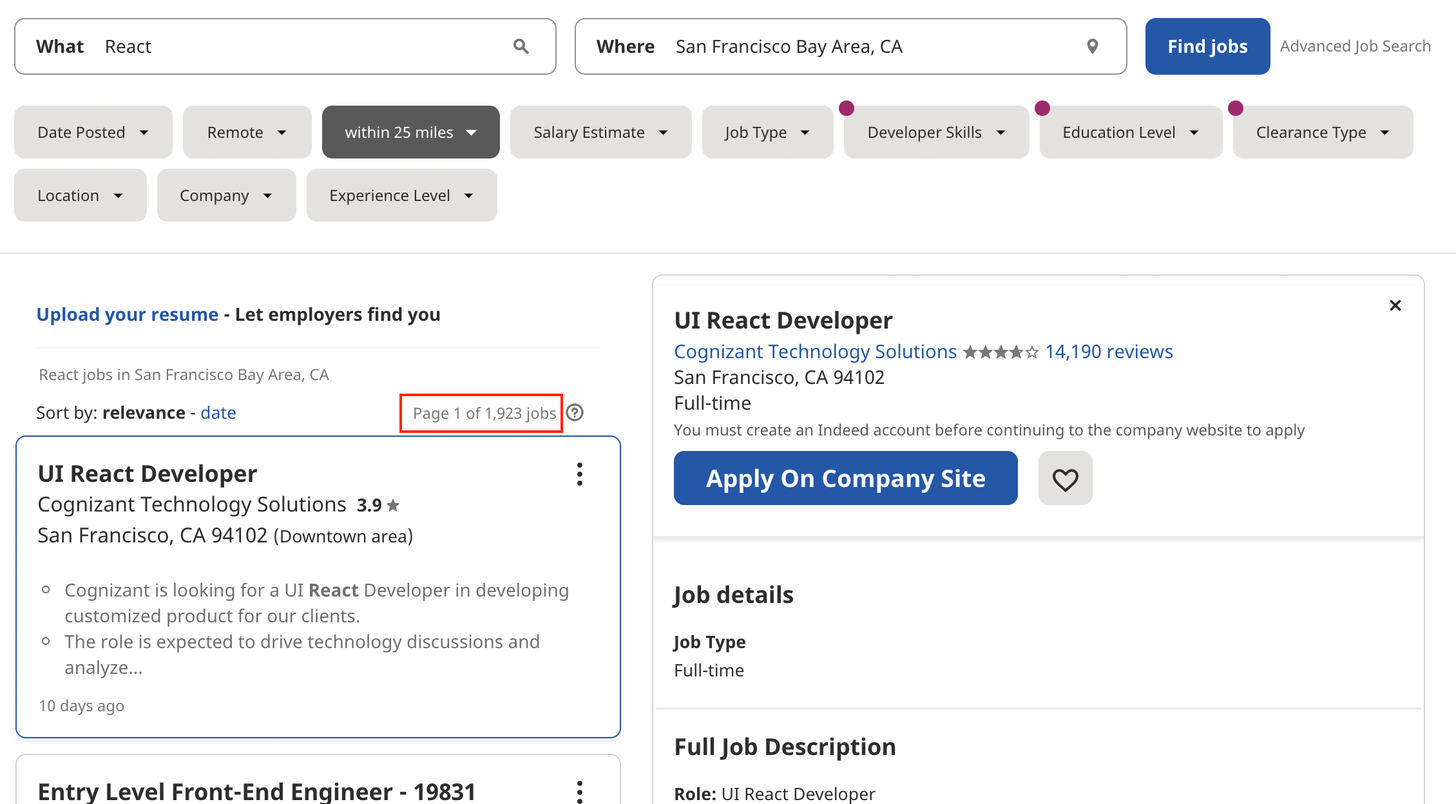 What React
Where San Francisco Bay Area, CA
Find jobs
Advanced Job Search
Date Posted
Remote
within 25 miles
Salary Estimate
Job Type
Developer Skills
Education Level
Clearance Type
Location
Company
Experience Level
Upload your resume - Let employers find you
React jobs in San Francisco Bay Area, CA
Sort by: relevance - date
Page 1 of 1,923 jobs
UI React Developer
Cognizant Technology Solutions 3.9
San Francisco, CA 94102 (Downtown area)
Cognizant is looking for a UI React Developer in developing
customized product for our clients.
The role is expected to drive technology discussions and
analyze...
10 days ago
Entry Level Front-End Engineer - 19831
UI React Developer
Cognizant Technology Solutions 14,190 reviews
San Francisco, CA 94102
Full-time
You must create an Indeed account before continuing to the company website to apply
Apply On Company Site
Job details
Job Type
Full-time
Full Job Description
Role: UI React Developer